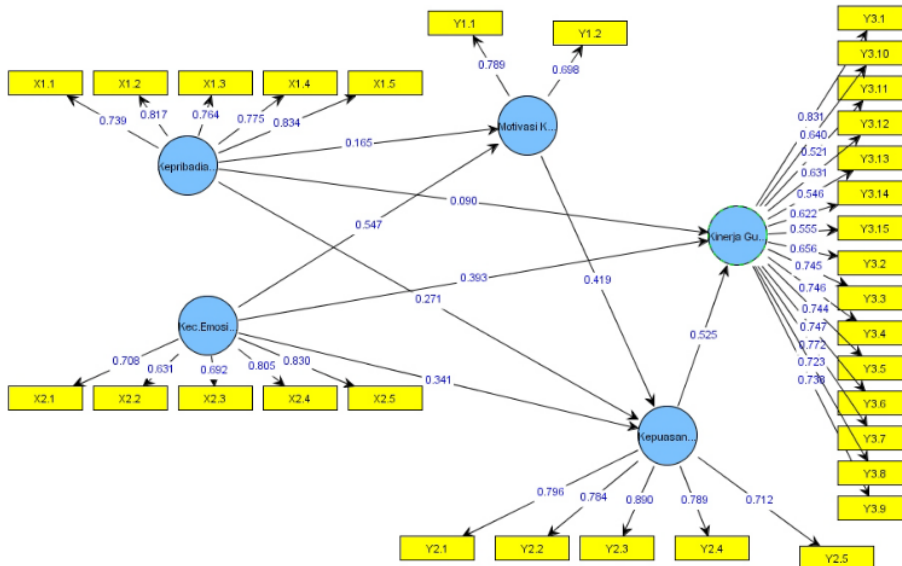 Y3.1
Y1.1
Y1.2
Y3.10
0.789
0.698
X1.1
X1.2
X1.3
X1.4
X1.5
Y3.11
0.739
0.817
0.764
0.775
0.834
0.831
Motivasi K...
0.640
Y3.12
0.165
0.521
Kepribadia...
0.631
Y3.13
0.546
0.622
Y3.14
0.090
0.555
0.547
Kinerja Gu...
0.656
Y3.15
0.745
Y3.2
0.393
0.419
0.746
0.271
0.744
Y3.3
Kec.Emosi...
0.525
0.747
Y3.4
0.772
0.708
0.830
0.723
Y3.5
0.631
0.692
0.805
0.341
0.738
X2.1
X2.2
X2.3
X2.4
X2.5
Y3.6
Kepuasan...
Y3.7
Y3.8
0.796
0.784
0.890
0.789
0.712
Y3.9
Y2.1
Y2.2
Y2.3
Y2.4
Y2.5